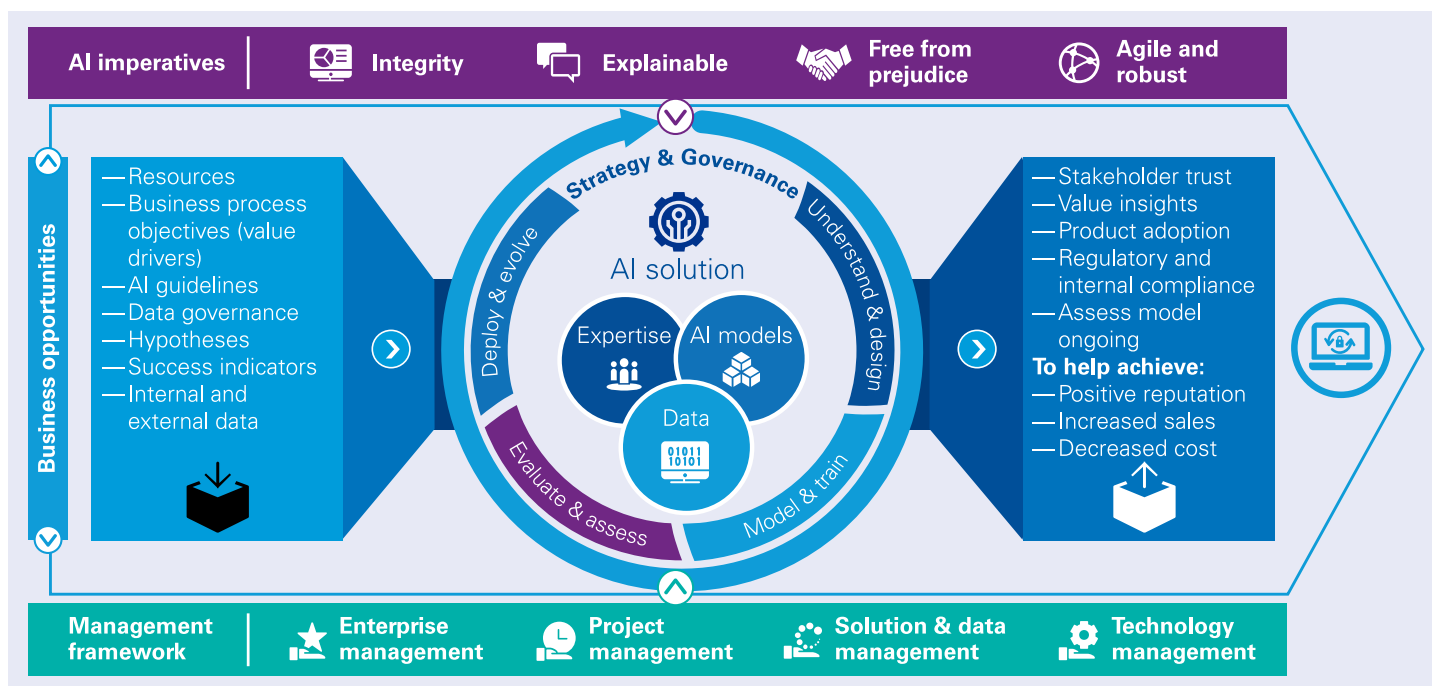 AI imperatives
Integrity
Explainable
Free from
prejudice
Agile and
robust
Business opportunities
—Resources
—Business process
objectives (value
drivers)
—AI guidelines
—Data governance
—Hypotheses
—Success indicators
—Internal and
external data
Strategy & Governance
Understand & design
Model & train
Evaluate & assess
Deploy & evolve
AI solution
Expertise
AI models
Data
01011
10101
—Stakeholder trust
—Value insights
—Product adoption
—Regulatory and
internal compliance
—Assess model
ongoing
To help achieve:
—Positive reputation
—Increased sales
—Decreased cost
Management
framework
Enterprise
management
Project
management
Solution & data
management
Technology
management